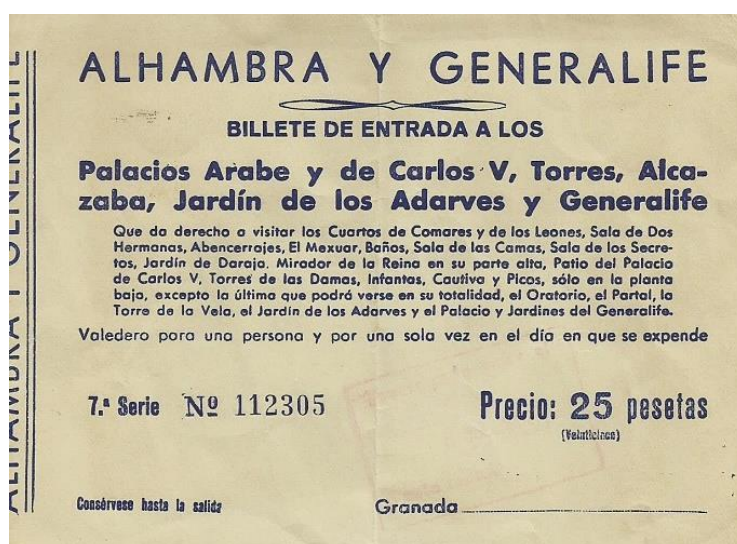 ALHAMBRA Y GENERALIFE
ALHAMBRA Y GENERALIFE
BILLETE DE ENTRADA A LOS
Palacios Arabe y de Carlos V, Torres, Alca-
zaba, Jardín de los Adarves y Generalife
Que da derecho a visitar los Cuartos de Comares y de los Leones, Sala de Dos
Hermanas, Abencerrajes, El Mexuar, Baños, Sala de las Camas, Sala de los Secre-
tos, Jardín de Daraja. Mirador de la Reina en su parte alta, Patio del Palacio
de Carlos V, Torres de las Damas, Infantas, Cautiva y Picos, sólo en la planta
baja, excepto la última que podrá verse en su totalidad, el Oratorio, el Partal, la
Torre de la Vela, el Jardín de los Adarves y el Palacio y Jardines del Generalife.
Valedero para una persona y por una sola vez en el día en que se expende
7.ª Serie Nº 112305
Precio: 25 pesetas
(Veinticinco)
Consérvese hasta la salida
Granada